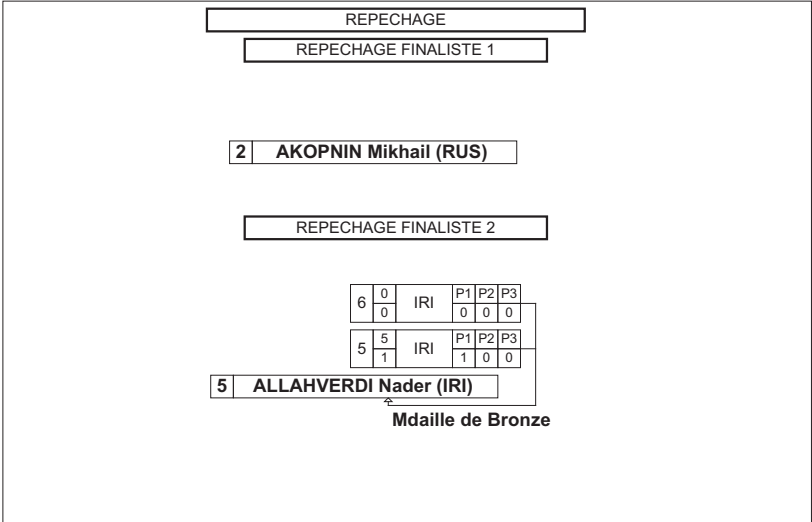 REPECHAGE
REPECHAGE FINALISTE 1
2 AKOPNIN Mikhail (RUS)
REPECHAGE FINALISTE 2
6 0 IRI P1 P2 P3
0 0 0 0
5 5 IRI P1 P2 P3
1 1 0 0
5 ALLAHVERDI Nader (IRI)
Mdaille de Bronze